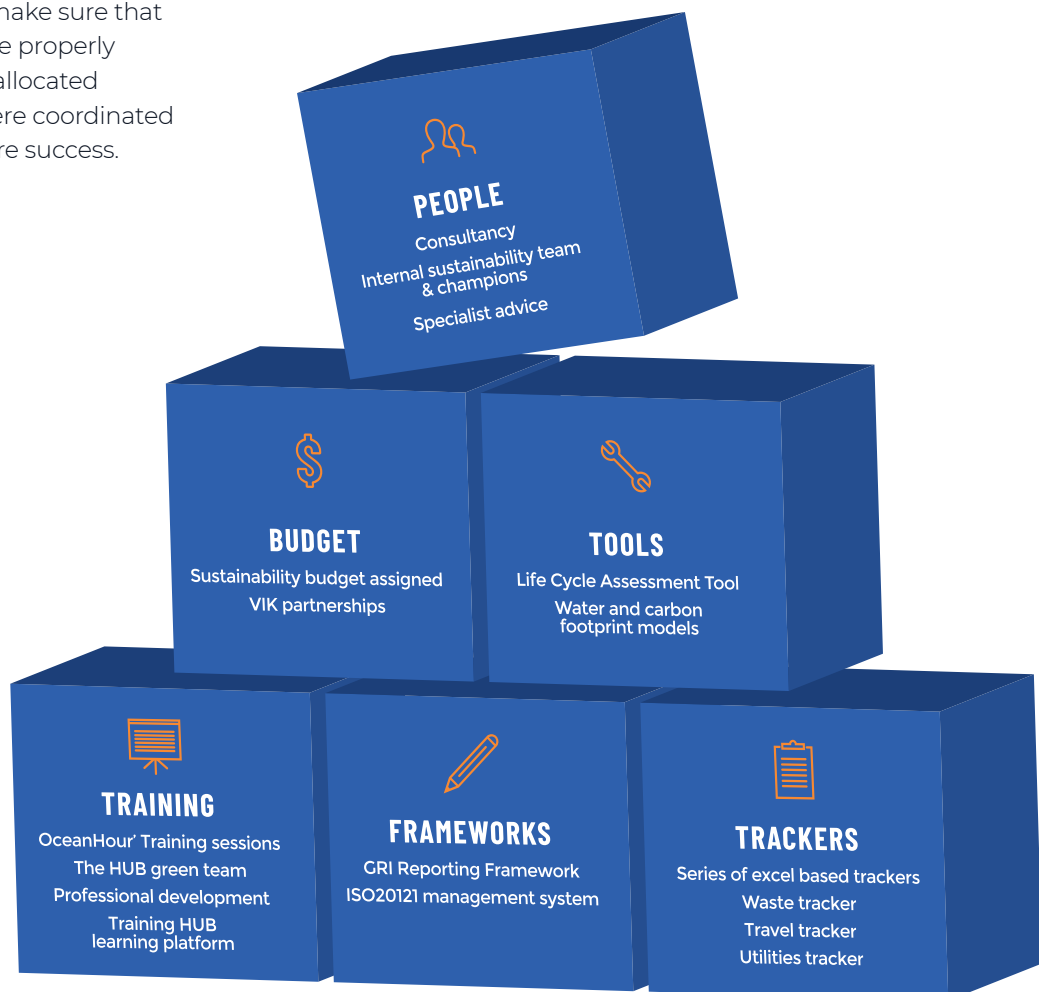 make sure that
e properly
allocated
ere coordinated
re success.
PEOPLE
Consultancy
Internal sustainability team
& champions
Specialist advice
BUDGET
Sustainability budget assigned
VIK partnerships
TOOLS
Life Cycle Assessment Tool
Water and carbon
footprint models
TRAINING
OceanHour’ Training sessions
The HUB green team
Professional development
Training HUB
learning platform
FRAMEWORKS
GRI Reporting Framework
ISO20121 management system
TRACKERS
Series of excel based trackers
Waste tracker
Travel tracker
Utilities tracker